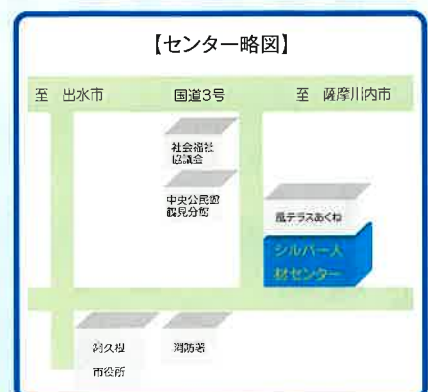 【センター略図】
至 出水市 国道3号 至 薩摩川内市
社会福祉
協議会
中央公民館
鶴見分館
風テラスあくね
シルバー人
材センター
阿久根
市役所
消防署